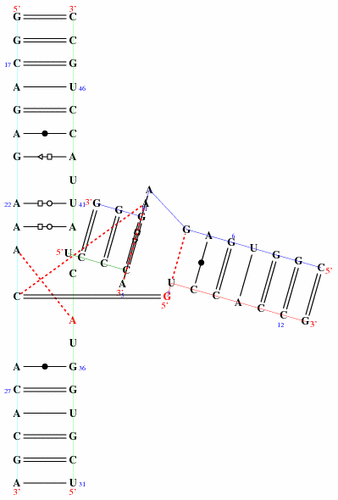 5' 3'
G C
G C
17 C G
A U 46
G C
A C
G A
U A
22 A U 41 3' G G G A
A A G A G U G G C 5'
6
A 5' U C C C
C A
3'
C G U C C A C C G 3'
5' 12
A
U
A G 36
27 C G
A U
C G
G C
A U 31
3' 5'